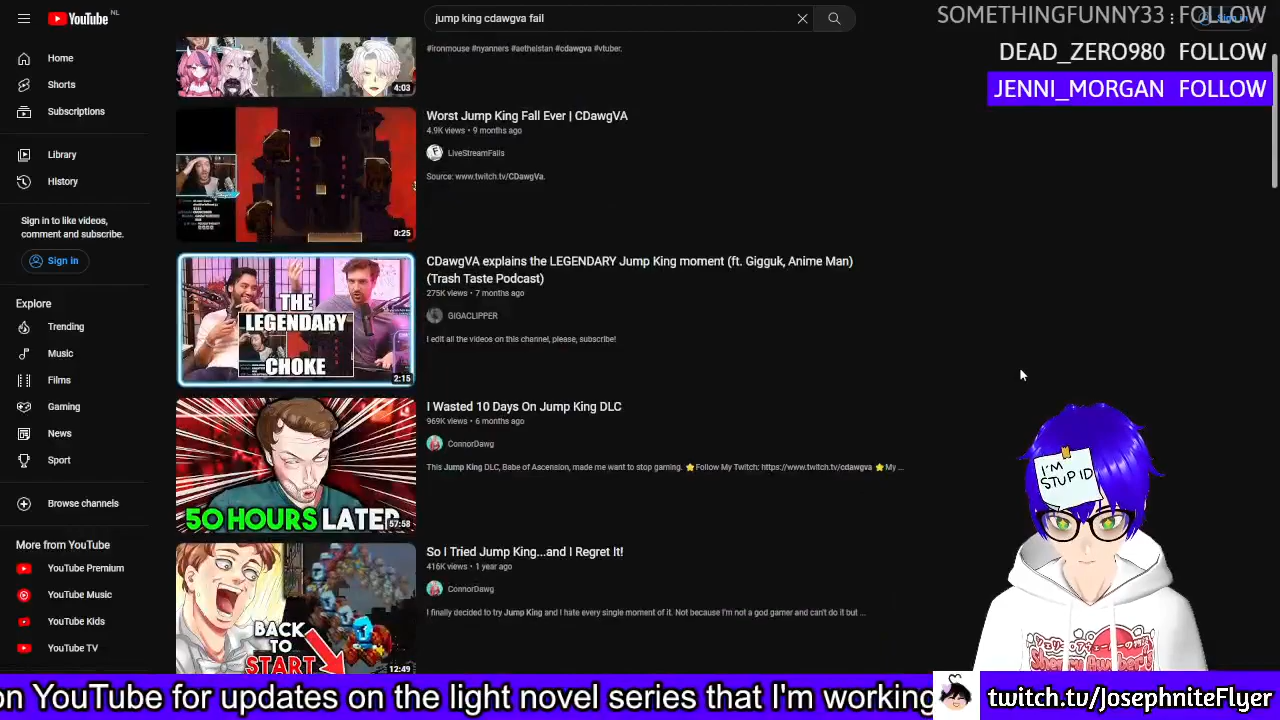 YouTube NL
jump king cdawgva fail
SOMETHINGFUNNY33 FOLLOW
DEAD_ZERO980 FOLLOW
JENNI_MORGAN FOLLOW
Home
Shorts
Subscriptions
Library
History
Sign in to like videos,
comment and subscribe.
Sign in
Explore
Trending
Music
Films
Gaming
News
Sport
Browse channels
More from YouTube
YouTube Premium
YouTube Music
YouTube Kids
YouTube TV
4:03
#ironmouse #nyanners #aethelstan #cdawgva #vtuber.
0:25
Worst Jump King Fall Ever | CDawgVA
4.9K views • 9 months ago
LiveStreamFails
Source: www.twitch.tv/CDawgVa.
THE
LEGENDARY
CHOKE
2:15
CDawgVA explains the LEGENDARY Jump King moment (ft. Gigguk, Anime Man)
(Trash Taste Podcast)
275K views • 7 months ago
GIGACLIPPER
I edit all the videos on this channel, please, subscribe!
50 HOURS LATER
57:58
I Wasted 10 Days On Jump King DLC
969K views • 6 months ago
ConnorDawg
This Jump King DLC, Babe of Ascension, made me want to stop gaming. ⭐Follow My Twitch: https://www.twitch.tv/cdawgva ⭐My ...
BACK
TO
START
12:49
So I Tried Jump King...and I Regret It!
416K views • 1 year ago
ConnorDawg
I finally decided to try Jump King and I hate every single moment of it. Not because I'm not a god gamer and can't do it but ...
I'M
STUPID
on YouTube for updates on the light novel series that I'm working
twitch.tv/JosephniteFlyer